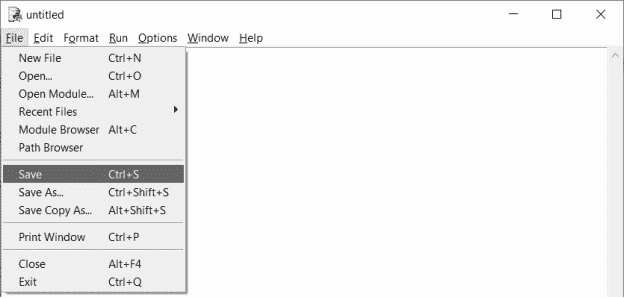 untitled
File Edit Format Run Options Window Help
New File Ctrl+N
Open... Ctrl+O
Open Module... Alt+M
Recent Files
Module Browser Alt+C
Path Browser
Save Ctrl+S
Save As... Ctrl+Shift+S
Save Copy As... Alt+Shift+S
Print Window Ctrl+P
Close Alt+F4
Exit Ctrl+Q